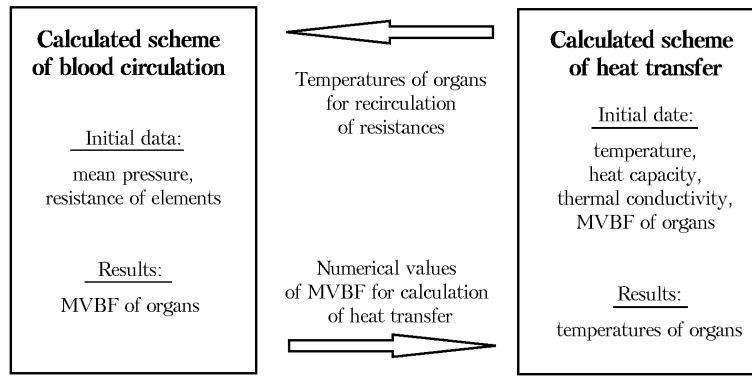 Calculated scheme
of blood circulation
Initial data:
mean pressure,
resistance of elements
Results:
MVBF of organs
Temperatures of organs
for recirculation
of resistances
Numerical values
of MVBF for calculation
of heat transfer
Calculated scheme
of heat transfer
Initial date:
temperature,
heat capacity,
thermal conductivity,
MVBF of organs
Results:
temperatures of organs